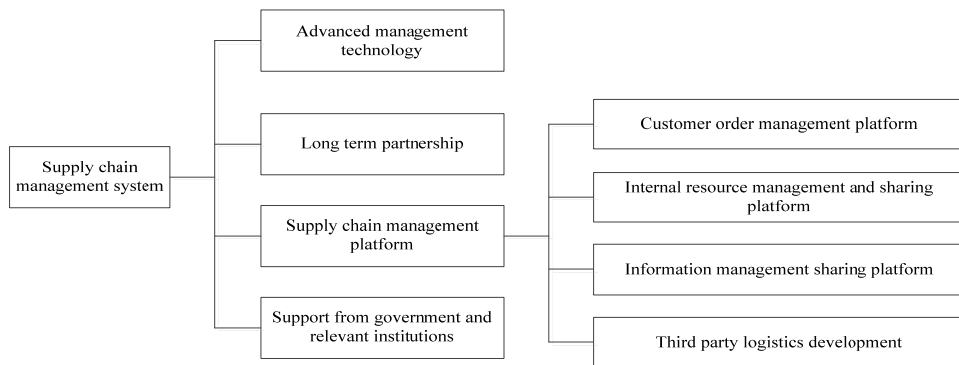 Supply chain
management system
Advanced management
technology
Long term partnership
Supply chain management
platform
Support from government and
relevant institutions
Customer order management platform
Internal resource management and sharing
platform
Information management sharing platform
Third party logistics development